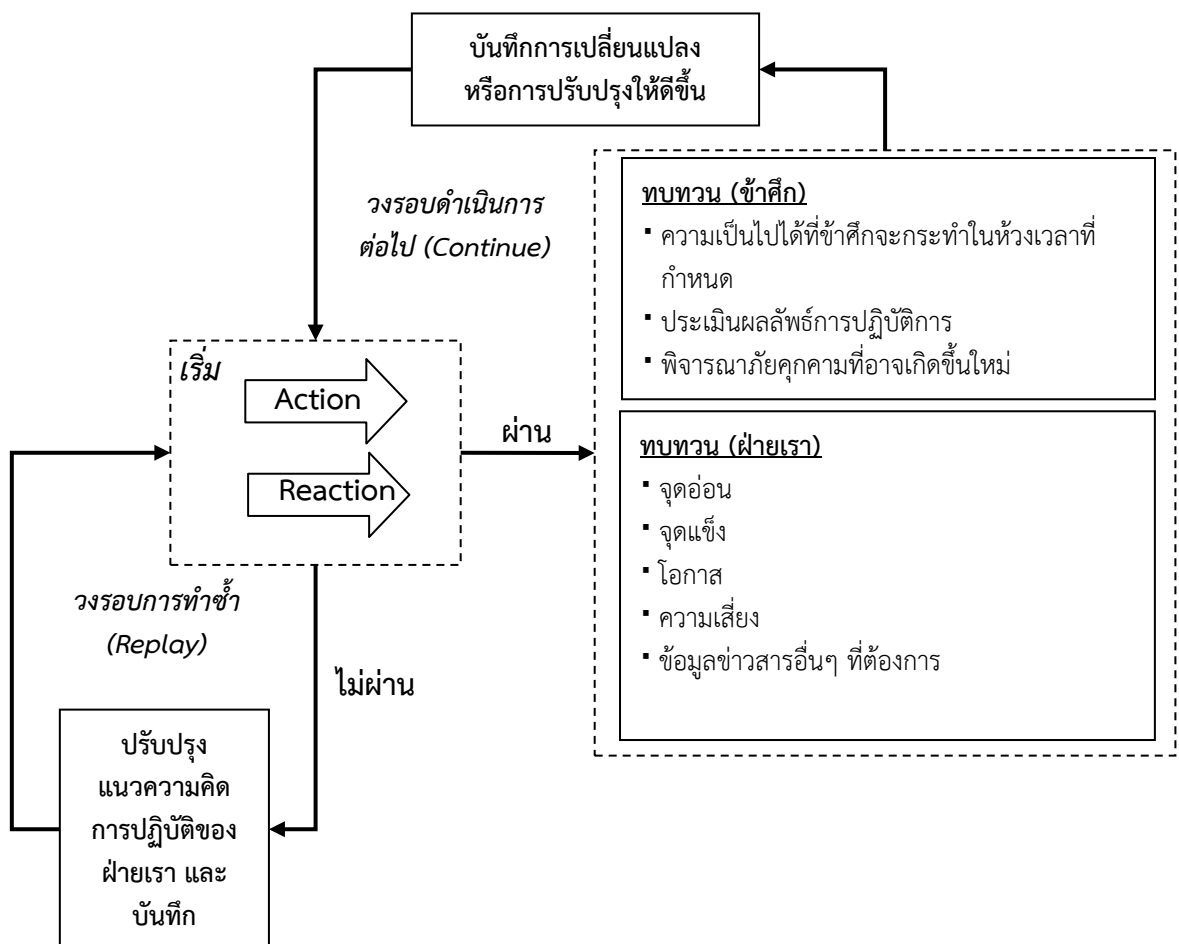 บันทึกการเปลี่ยนแปลง
หรือการปรับปรุงให้ดีขึ้น
วงรอบดำเนินการ
ต่อไป (Continue)
ทบทวน (ข้าศึก)
▪ ความเป็นไปได้ที่ข้าศึกจะกระทำในห้วงเวลาที่
กำหนด
▪ ประเมินผลลัพธ์การปฏิบัติการ
▪ พิจารณาภัยคุกคามที่อาจเกิดขึ้นใหม่
เริ่ม
Action
Reaction
ผ่าน
ทบทวน (ฝ่ายเรา)
▪ จุดอ่อน
▪ จุดแข็ง
▪ โอกาส
▪ ความเสี่ยง
▪ ข้อมูลข่าวสารอื่นๆ ที่ต้องการ
วงรอบการทำซ้ำ
(Replay)
ไม่ผ่าน
ปรับปรุง
แนวความคิด
การปฏิบัติของ
ฝ่ายเรา และ
บันทึก